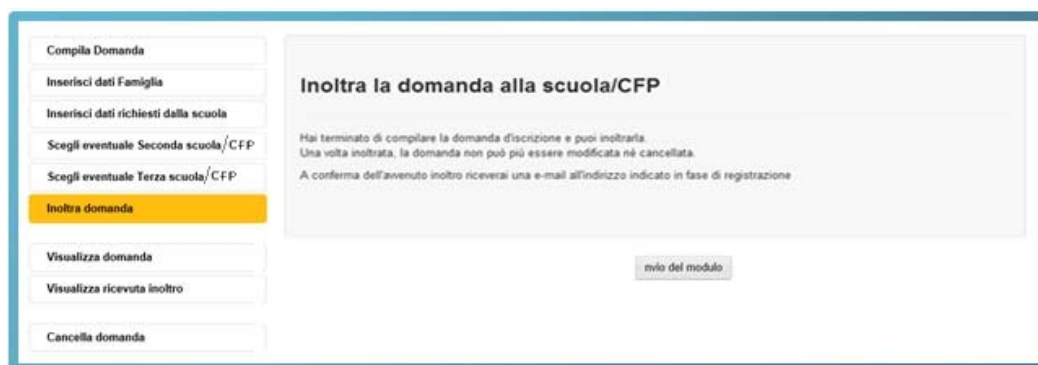 Compila Domanda
Inserisci dati Famiglia
Inserisci dati richiesti dalla scuola
Scegli eventuale Seconda scuola/CFP
Scegli eventuale Terza scuola/CFP
Inoltra domanda
Visualizza domanda
Visualizza ricevuta inoltro
Cancella domanda
Inoltra la domanda alla scuola/CFP
Hai terminato di compilare la domanda d'iscrizione e puoi inoltrarla.
Una volta inoltrata, la domanda non può più essere modificata nè cancellata.
A conferma dell'avvenuto inoltro riceverai una e-mail all'indirizzo indicato in fase di registrazione
nvio del modulo